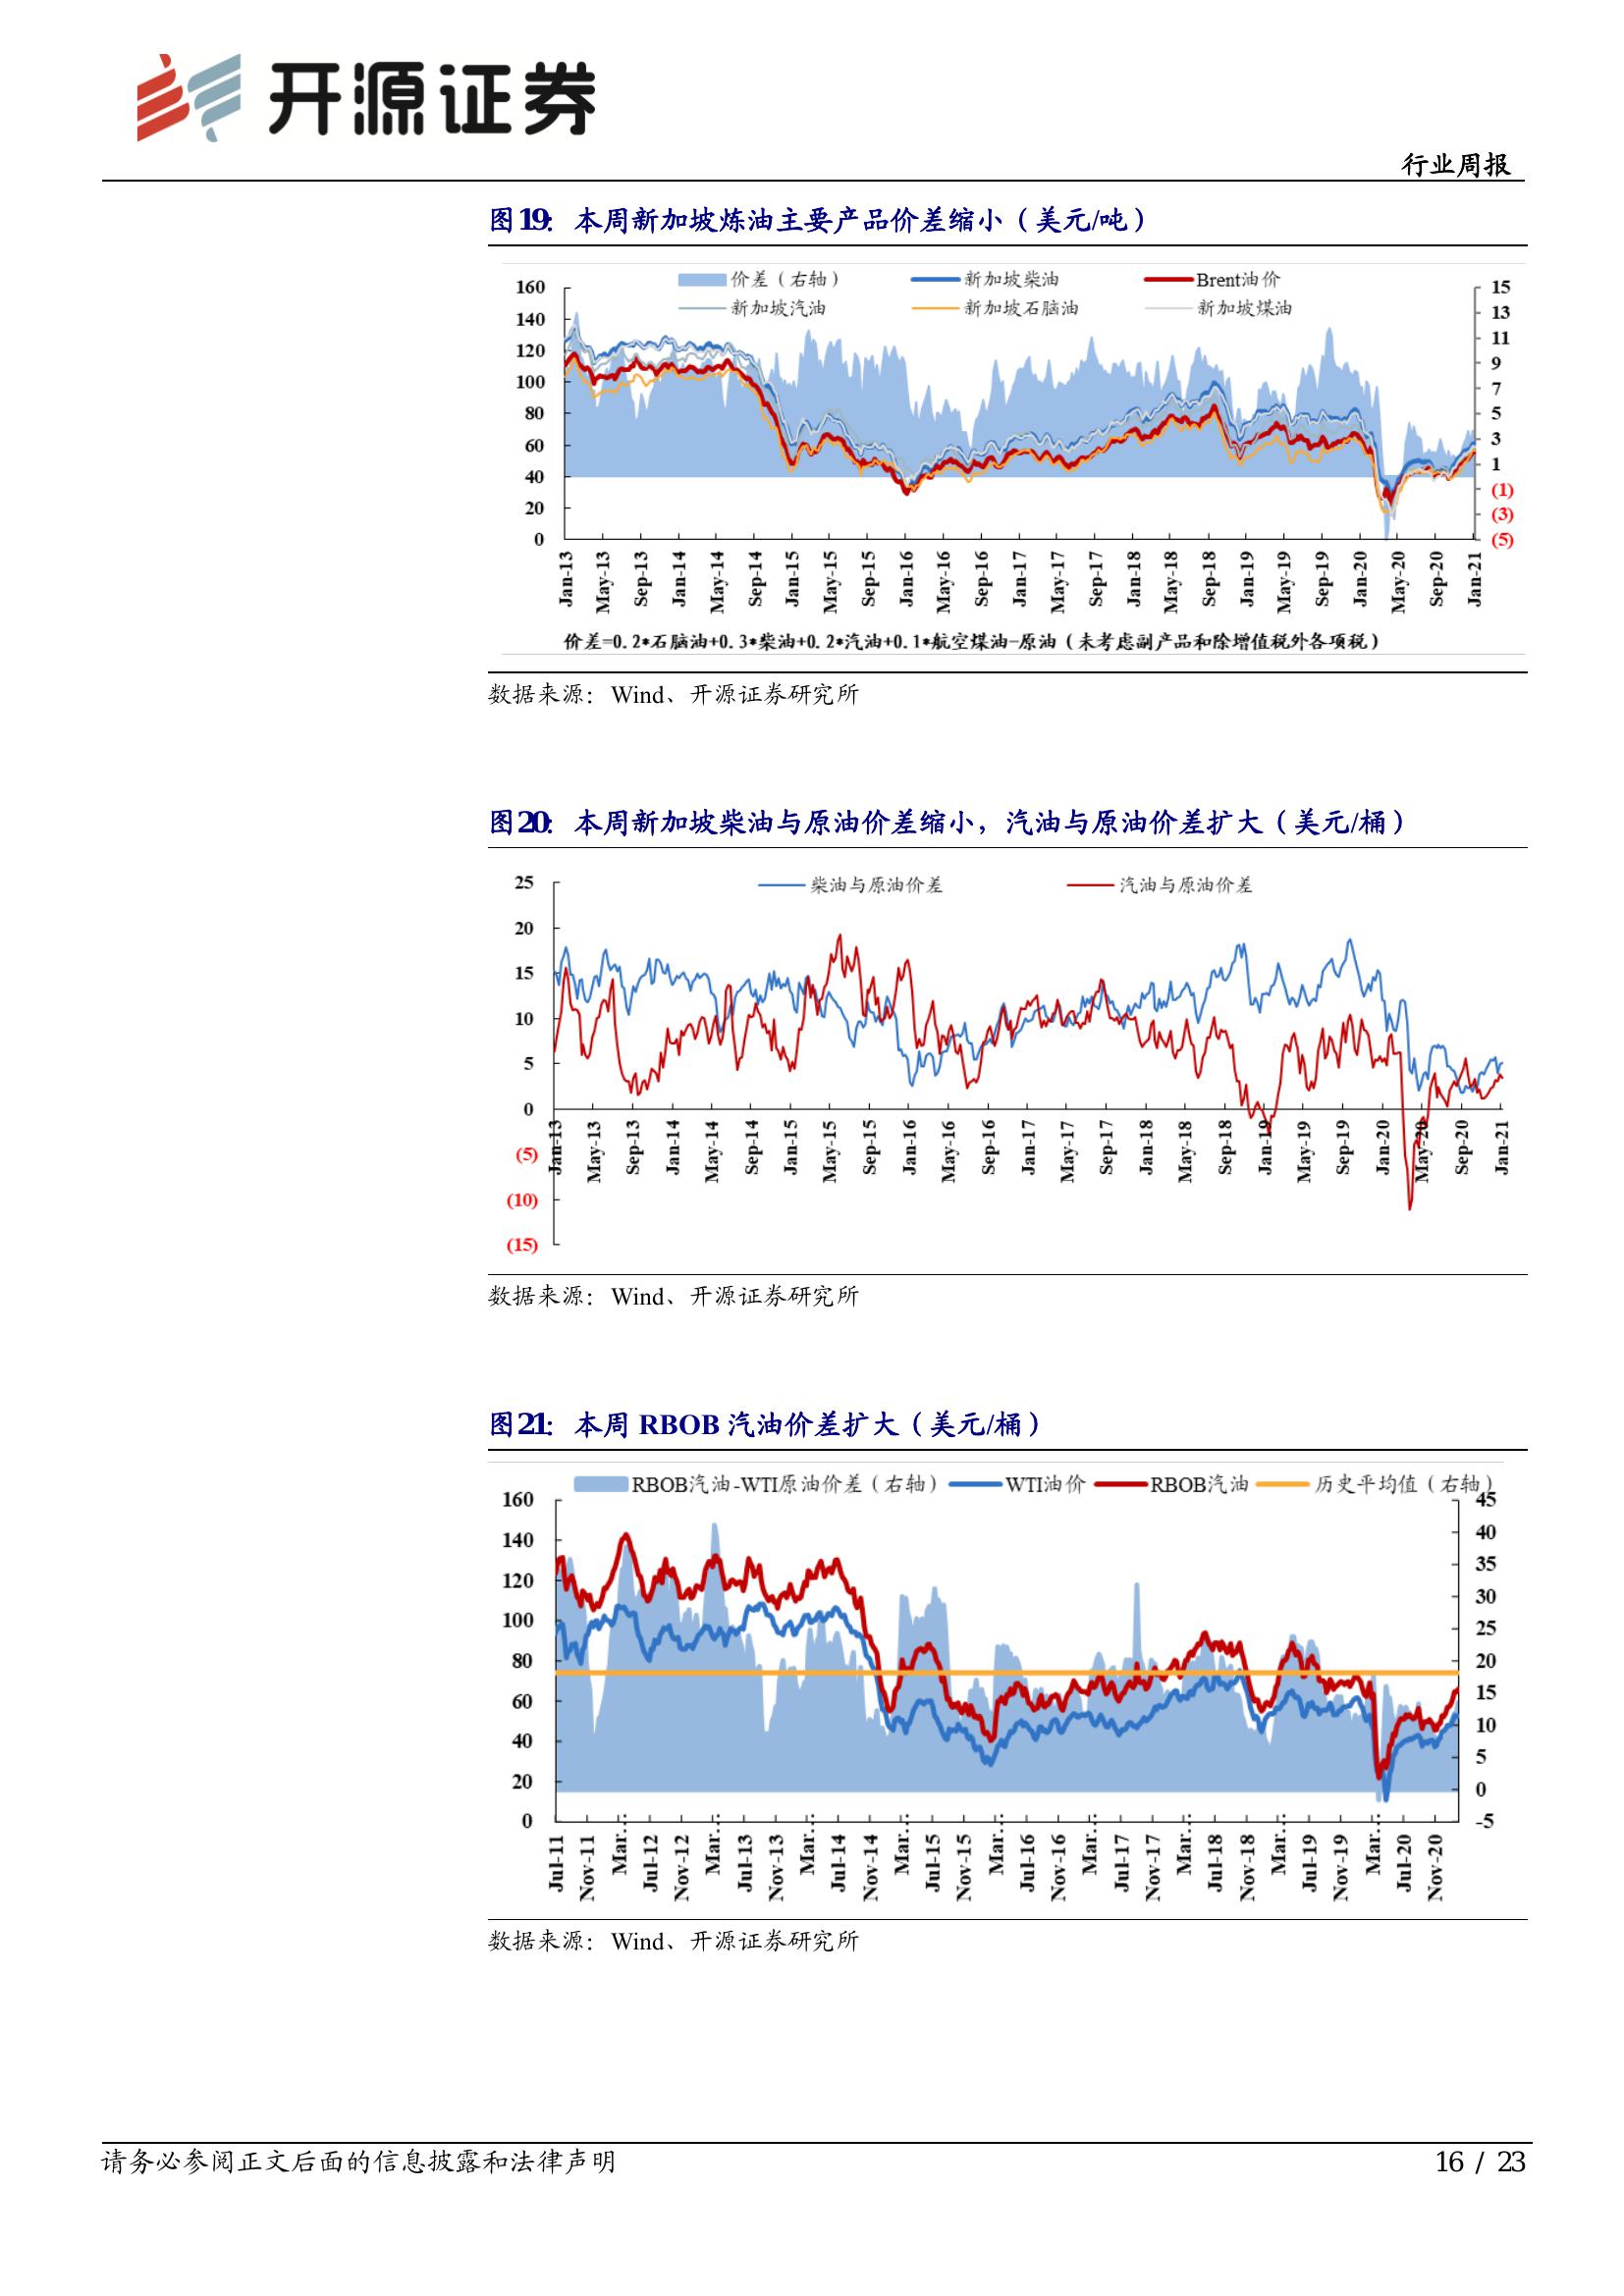 开源证券
行业周报
图19: 本周新加坡炼油主要产品价差缩小（美元/吨）
价差（右轴） 新加坡柴油 Brent油价
新加坡汽油 新加坡石脑油 新加坡煤油
160 15
140 13
120 11
100 9
80 7
60 5
40 3
20 1
0 (1)
(3)
(5)
Jan-13 May-13 Sep-13 Jan-14 May-14 Sep-14 Jan-15 May-15 Sep-15 Jan-16 May-16 Sep-16 Jan-17 May-17 Sep-17 Jan-18 May-18 Sep-18 Jan-19 May-19 Sep-19 Jan-20 May-20 Sep-20 Jan-21
价差=0.2*石脑油+0.3*柴油+0.2*汽油+0.1*航空煤油-原油（未考虑副产品和除增值税外各项税）
数据来源：Wind、开源证券研究所
图20: 本周新加坡柴油与原油价差缩小，汽油与原油价差扩大（美元/桶）
柴油与原油价差 汽油与原油价差
25
20
15
10
5
0
(5)
(10)
(15)
Jan-13 May-13 Sep-13 Jan-14 May-14 Sep-14 Jan-15 May-15 Sep-15 Jan-16 May-16 Sep-16 Jan-17 May-17 Sep-17 Jan-18 May-18 Sep-18 Jan-19 May-19 Sep-19 Jan-20 May-20 Sep-20 Jan-21
数据来源：Wind、开源证券研究所
图21: 本周 RBOB 汽油价差扩大（美元/桶）
RBOB汽油-WTI原油价差（右轴） WTI油价 RBOB汽油 历史平均值（右轴）
160 45
140 40
120 35
100 30
80 25
60 20
40 15
20 10
0 5
0
-5
Jul-11 Nov-11 Mar… Jul-12 Nov-12 Mar… Jul-13 Nov-13 Mar… Jul-14 Nov-14 Mar… Jul-15 Nov-15 Mar… Jul-16 Nov-16 Mar… Jul-17 Nov-17 Mar… Jul-18 Nov-18 Mar… Jul-19 Nov-19 Mar… Jul-20 Nov-20
数据来源：Wind、开源证券研究所
请务必参阅正文后面的信息披露和法律声明
16 / 23